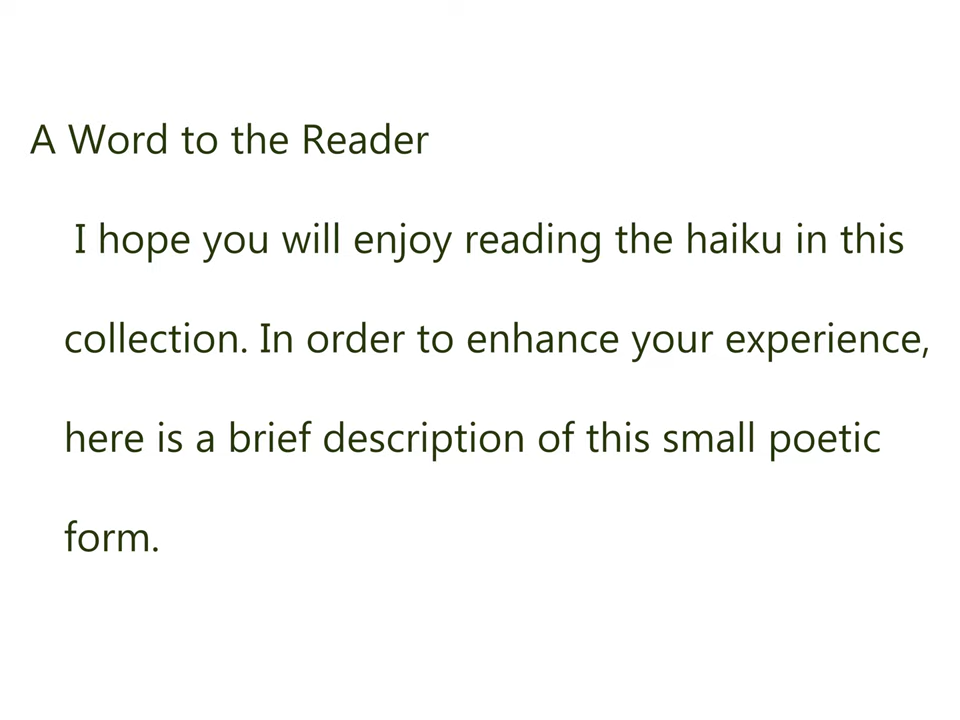 A Word to the Reader
I hope you will enjoy reading the haiku in this
collection. In order to enhance your experience,
here is a brief description of this small poetic
form.